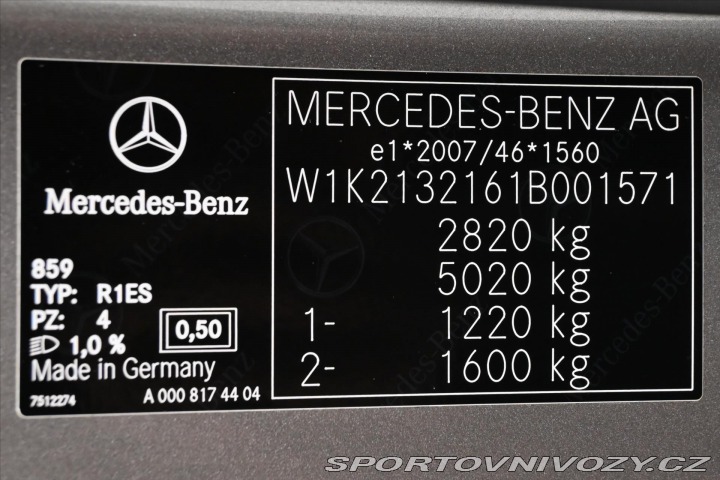 Mercedes-Benz
859
TYP: R1ES
PZ: 4
1,0 %
0,50
Made in Germany
7512274
A 000 817 44 04
MERCEDES-BENZ AG
e1*2007/46*1560
W1K2132161B001571
2820 kg
5020 kg
1- 1220 kg
2- 1600 kg
SPORTOVNIVOZY.CZ